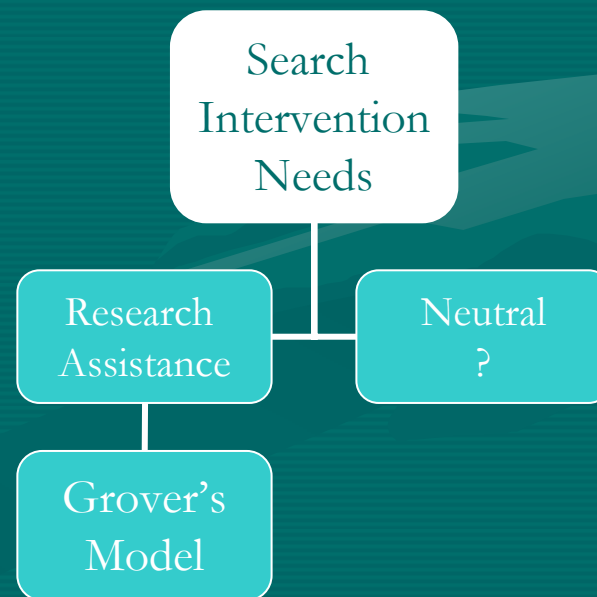 Search
Intervention
Needs
Research
Assistance
Neutral
?
Grover’s
Model